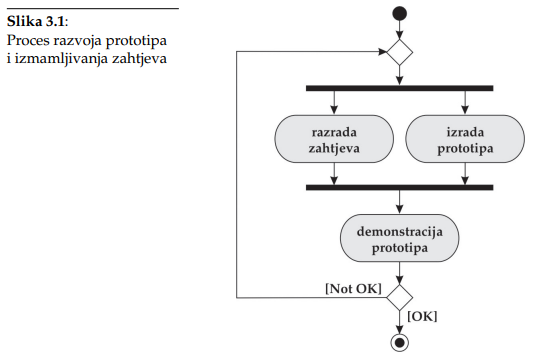 Slika 3.1:
Proces razvoja prototipa
i izmamljivanja zahtjeva
razrada
zahtjeva
izrada
prototipa
demonstracija
prototipa
[Not OK]
[OK]